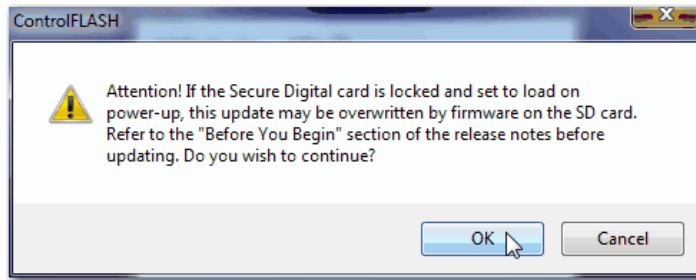 ControlFLASH
Attention! If the Secure Digital card is locked and set to load on
power-up, this update may be overwritten by firmware on the SD card.
Refer to the "Before You Begin" section of the release notes before
updating. Do you wish to continue?
OK
Cancel